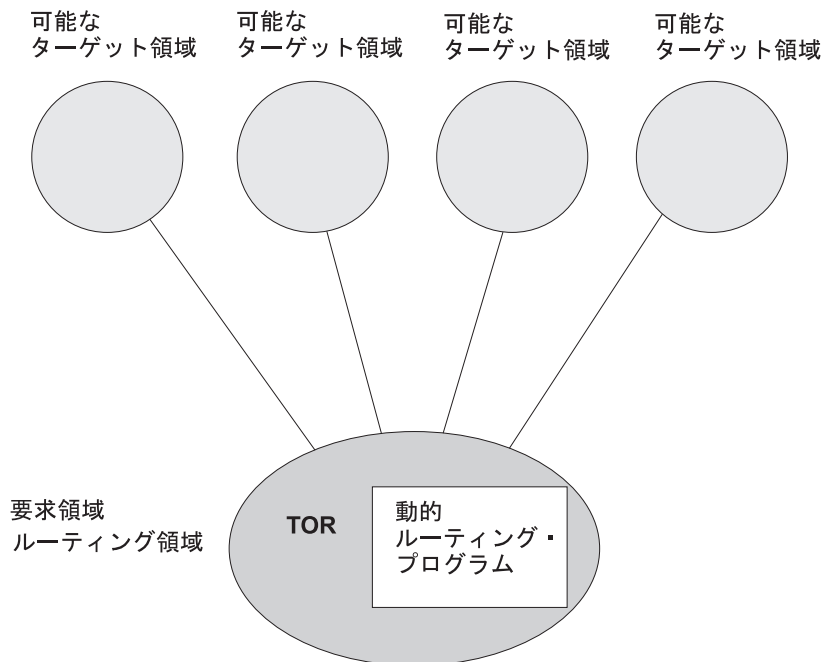 可能な
ターゲット領域
可能な
ターゲット領域
可能な
ターゲット領域
可能な
ターゲット領域
要求領域
ルーティング領域
TOR
動的
ルーティング・
プログラム